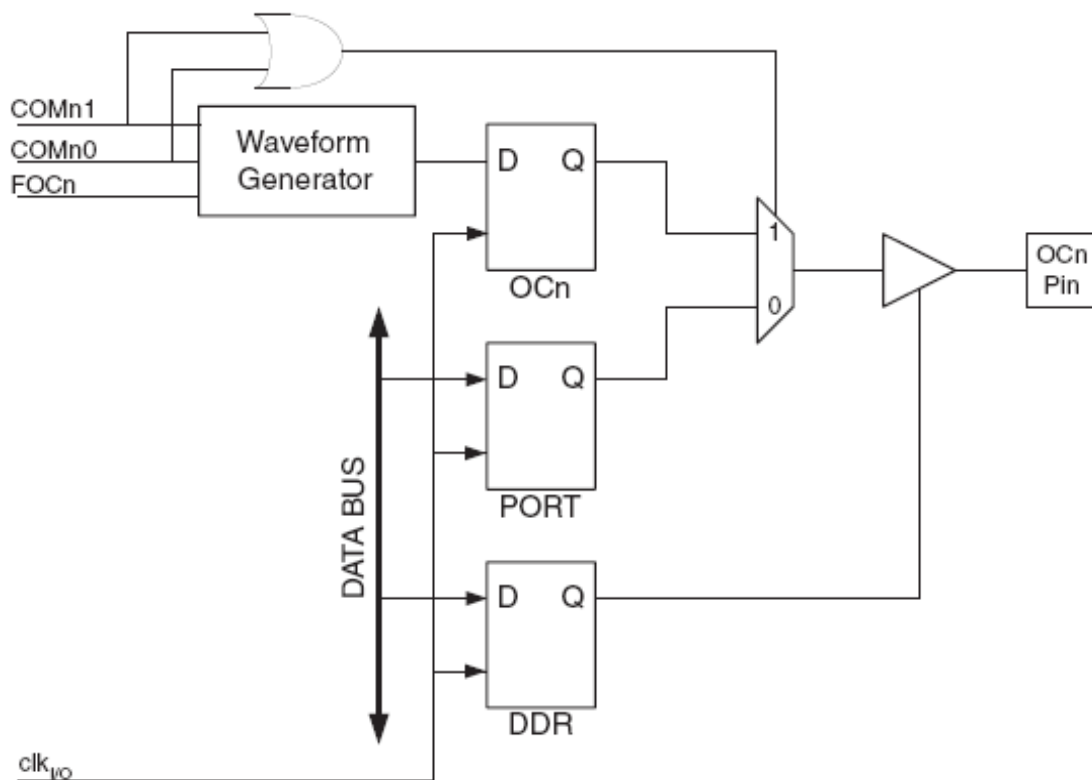 COMn1
COMn0
FOCn
Waveform
Generator
D Q
OCn
1
0
OCn
Pin
D Q
PORT
DATA BUS
D Q
DDR
clkI/O